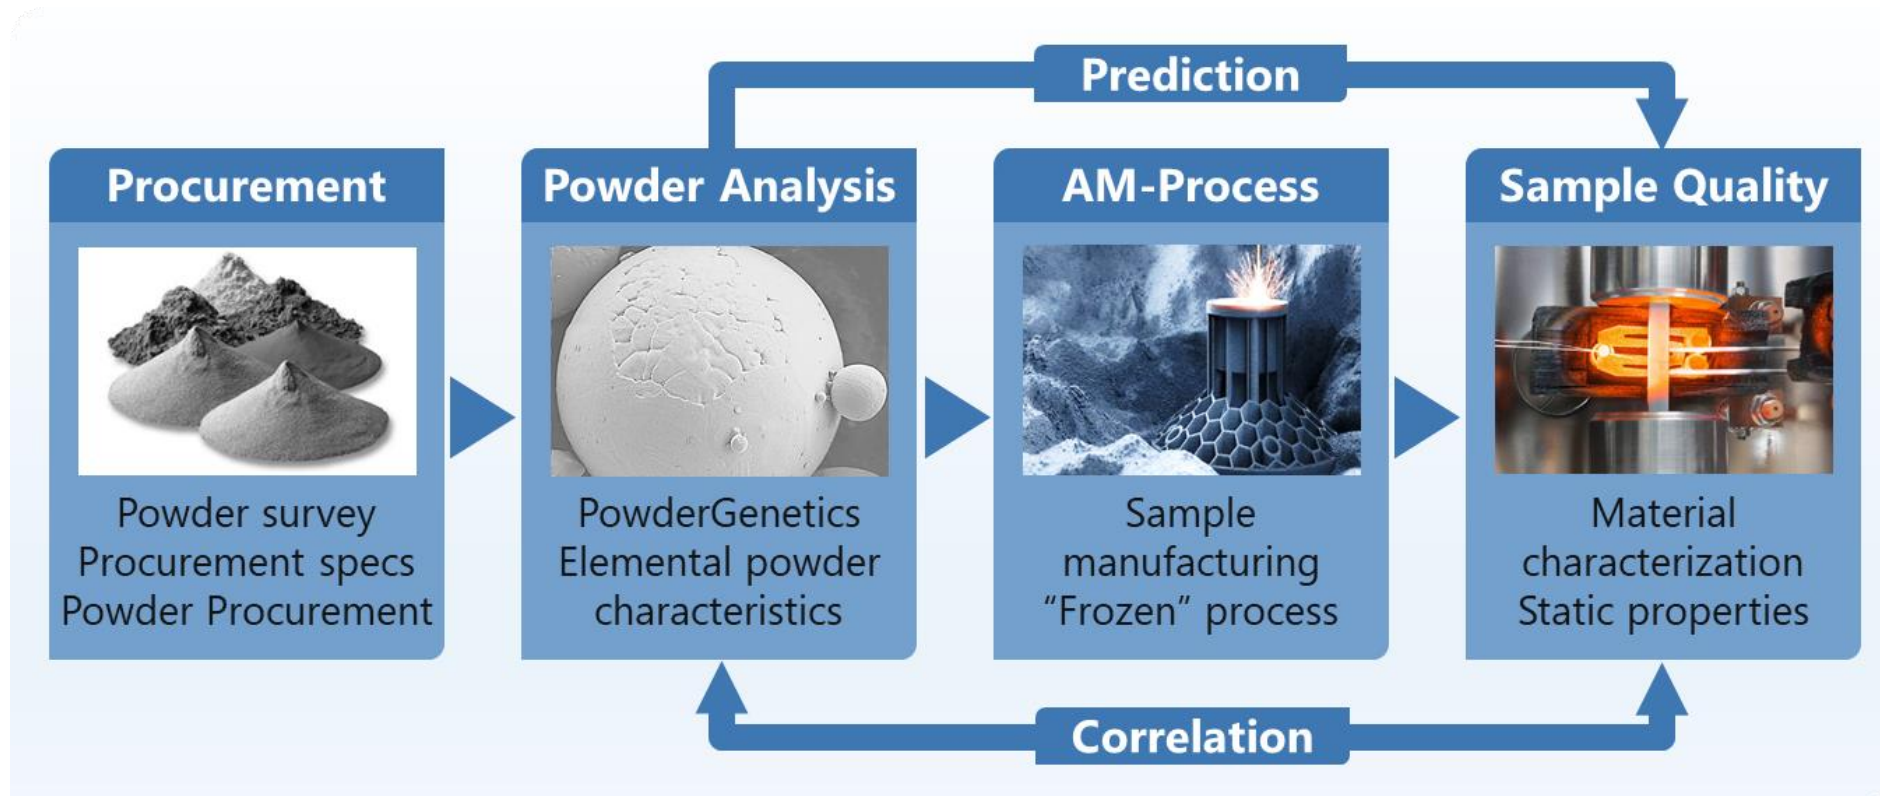 Prediction
Procurement
Powder Analysis
AM-Process
Sample Quality
Powder survey
Procurement specs
Powder Procurement
PowderGenetics
Elemental powder
characteristics
Sample
manufacturing
“Frozen” process
Material
characterization
Static properties
Correlation